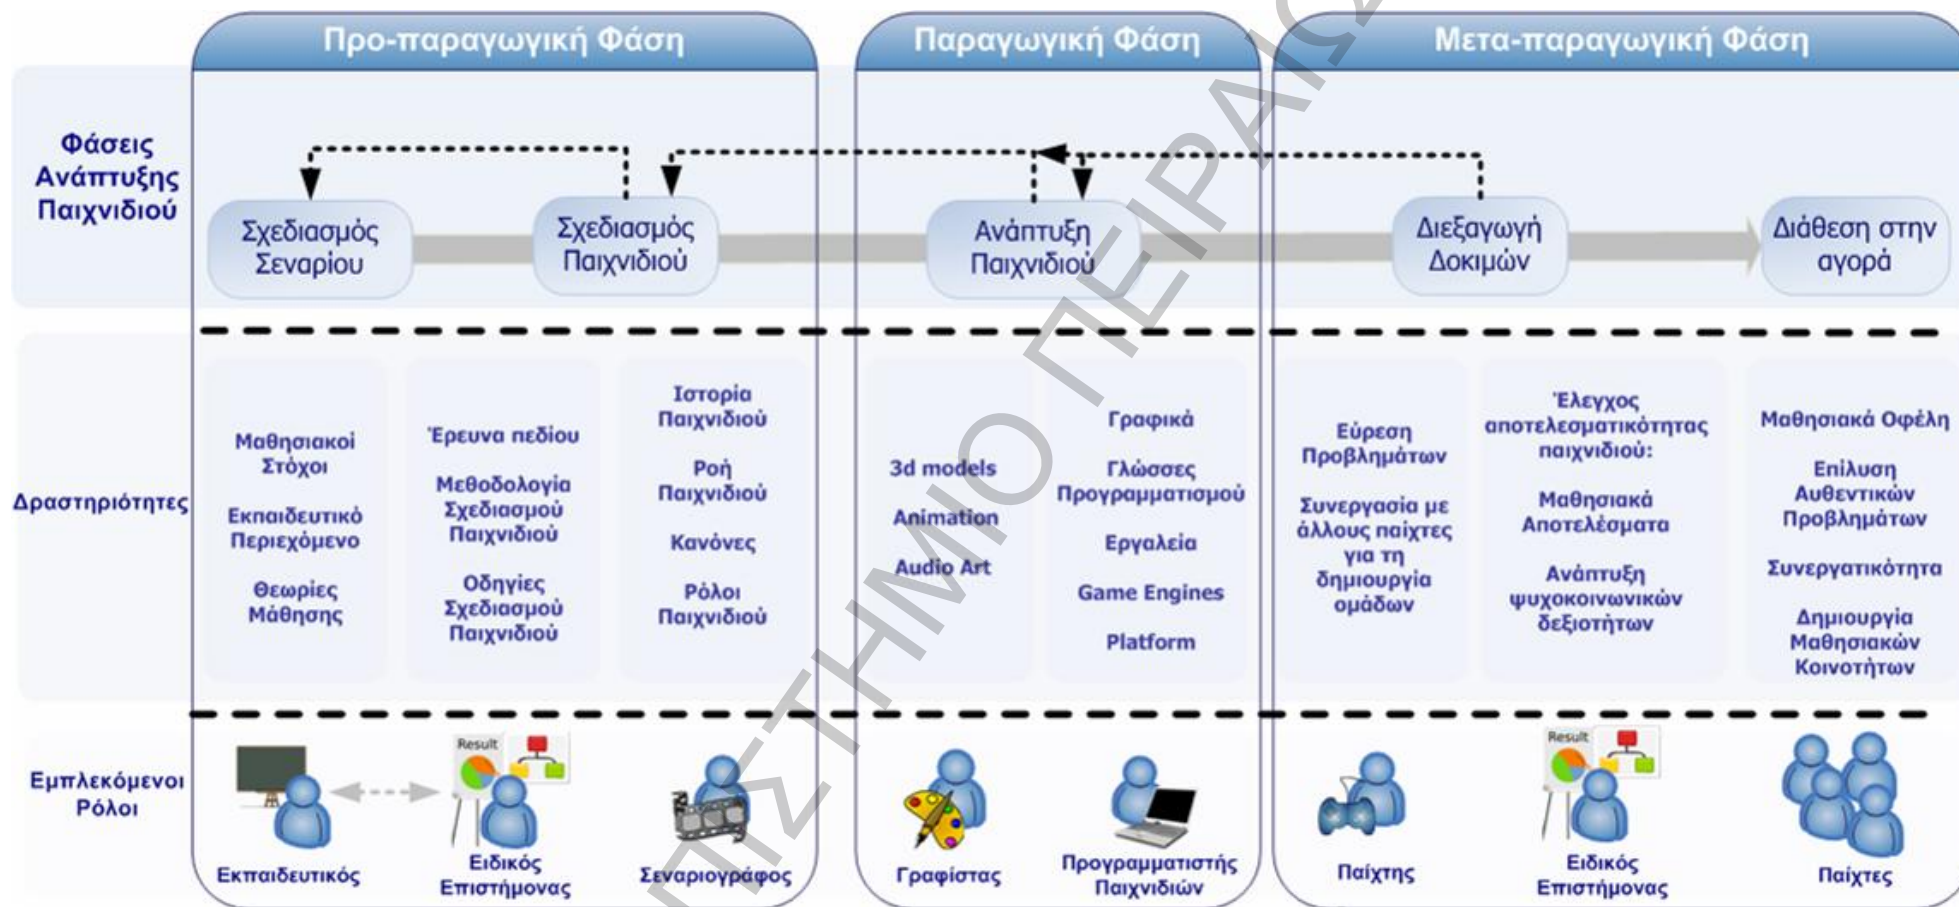 Προ-παραγωγική Φάση
Παραγωγική Φάση
Μετα-παραγωγική Φάση
Φάσεις
Ανάπτυξης
Παιχνιδιού
Σχεδιασμός
Σεναρίου
Σχεδιασμός
Παιχνιδιού
Ανάπτυξη
Παιχνιδιού
Διεξαγωγή
Δοκιμών
Διάθεση στην
αγορά
Δραστηριότητες
Μαθησιακοί
Στόχοι
Εκπαιδευτικό
Περιεχόμενο
Θεωρίες
Μάθησης
Έρευνα πεδίου
Μεθοδολογία
Σχεδιασμού
Παιχνιδιού
Οδηγίες
Σχεδιασμού
Παιχνιδιού
Ιστορία
Παιχνιδιού
Ροή
Παιχνιδιού
Κανόνες
Ρόλοι
Παιχνιδιού
3d models
Animation
Audio Art
Γραφικά
Γλώσσες
Προγραμματισμού
Εργαλεία
Game Engines
Platform
Εύρεση
Προβλημάτων
Συνεργασία με
άλλους παίχτες
για τη
δημιουργία
ομάδων
Έλεγχος
αποτελεσματικότητας
παιχνιδιού:
Μαθησιακά
Αποτελέσματα
Ανάπτυξη
ψυχοκοινωνικών
δεξιοτήτων
Μαθησιακά Οφέλη
Επίλυση
Αυθεντικών
Προβλημάτων
Συνεργατικότητα
Δημιουργία
Μαθησιακών
Κοινοτήτων
Εμπλεκόμενοι
Ρόλοι
Εκπαιδευτικός
Result
Ειδικός
Επιστήμονας
Σεναριογράφος
Γραφίστας
Προγραμματιστής
Παιχνιδιών
Παίχτης
Result
Ειδικός
Επιστήμονας
Παίχτες
ΠΙΣΤΗΜΙΟ ΠΕΙΡΑΙΩ